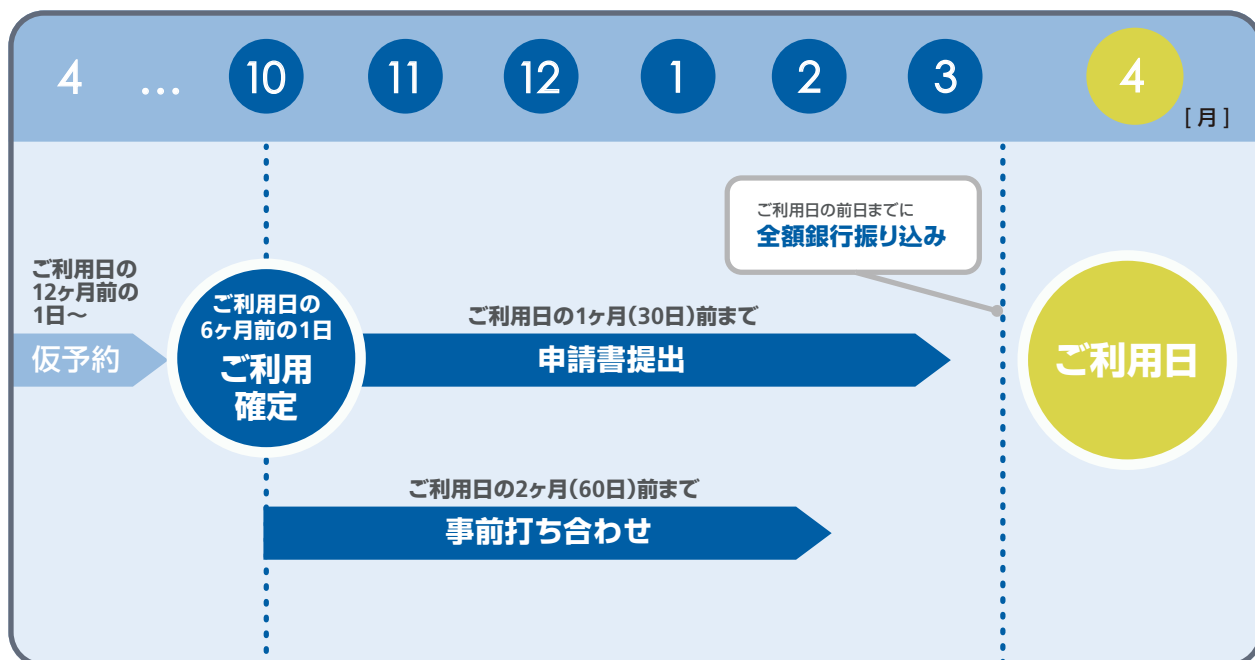 4 … 10 11 12 1 2 3 4
[月]
ご利用日の前日までに
全額銀行振り込み
ご利用日の
12ヶ月前の
1日～
仮予約
ご利用日の
6ヶ月前の1日
ご利用
確定
ご利用日の1ヶ月（30日）前まで
申請書提出
ご利用日
ご利用日の2ヶ月（60日）前まで
事前打ち合わせ